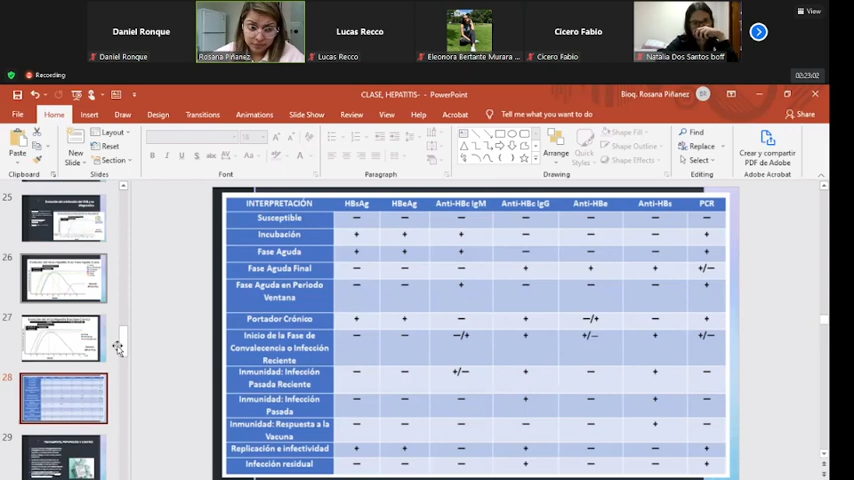 View
Daniel Ronque
Lucas Recco
Cicero Fabio
Daniel Ronque
Rosana Piñanez
Lucas Recco
Eleonora Bertante Murara ...
Cicero Fabio
Natália Dos Santos boff
Recording
02:23:02
CLASE, HEPATITIS- - PowerPoint
Bioq. Rosana Piñanez
BR
File
Home
Insert
Draw
Design
Transitions
Animations
Slide Show
Review
View
Help
Acrobat
Tell me what you want to do
Share
Paste
New
Slide
Layout
Reset
Section
Arrange
Quick
Styles
Shape Fill
Shape Outline
Shape Effects
Find
Replace
Select
Crear y compartir
PDF de Adobe
Clipboard
Slides
Font
Paragraph
Drawing
Editing
Adobe Acrobat
25
26
27
28
29
INTERPRETACIÓN HBsAg HBeAg Anti-HBc IgM Anti-HBc IgG Anti-HBe Anti-HBs PCR
Susceptible — — — — — — —
Incubación + + + — — — +
Fase Aguda + + + — — — +
Fase Aguda Final — — — + + + +/—
Fase Aguda en Periodo — — + — — — +
Ventana
Portador Crónico + + — + —/+ — +
Inicio de la Fase de — — —/+ + +/— + +/—
Convalecencia o Infección
Reciente
Inmunidad: Infección — — +/— + — + —
Pasada Reciente
Inmunidad: Infección — — — + — + —
Pasada
Inmunidad: Respuesta a la — — — — — + —
Vacuna
Replicación e infectividad + + — + — — +
Infección residual — — — + — — +